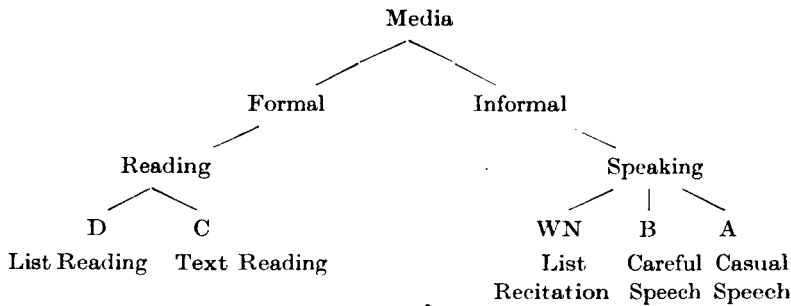 Media
Formal Informal
Reading Speaking
D C WN B A
List Reading Text Reading List Careful Casual
Recitation Speech Speech